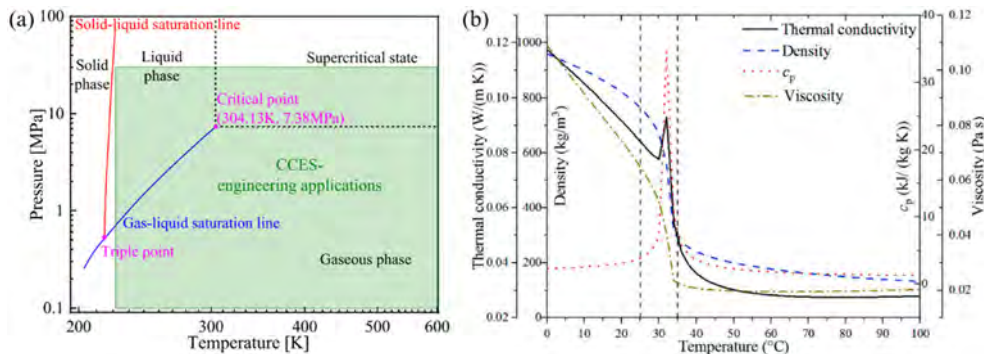 (a)
100
10
1
0.1
Pressure [MPa]
Solid-liquid saturation line
Solid phase
Liquid
phase
Supercritical state
Critical point
(304.13K, 7.38MPa)
CCES-
engineering applications
Gas-liquid saturation line
Triple point
Gaseous phase
200
300
400
500
600
Temperature [K]
(b)
Thermal conductivity (W/(m K))
0.12
0.10
0.08
0.06
0.04
0.02
Density (kg/m³)
1000
800
600
400
200
0
Thermal conductivity
Density
cp
Viscosity
40
30
20
10
0
cp (kJ/ (kg K))
0.12
0.10
0.08
0.06
0.04
0.02
0.00
Viscosity (Pa s)
0
20
40
60
80
100
Temperature (°C)